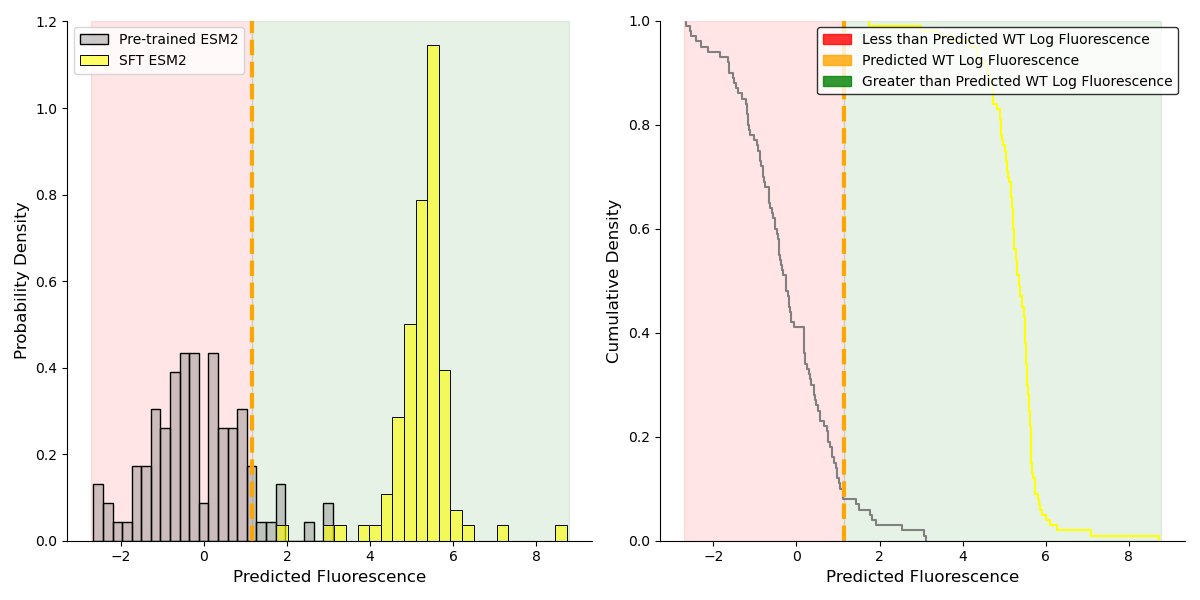 Pre-trained ESM2
SFT ESM2
Probability Density
1.2
1.0
0.8
0.6
0.4
0.2
0.0
−2 0 2 4 6 8
Predicted Fluorescence
Less than Predicted WT Log Fluorescence
Predicted WT Log Fluorescence
Greater than Predicted WT Log Fluorescence
Cumulative Density
1.0
0.8
0.6
0.4
0.2
0.0
−2 0 2 4 6 8
Predicted Fluorescence